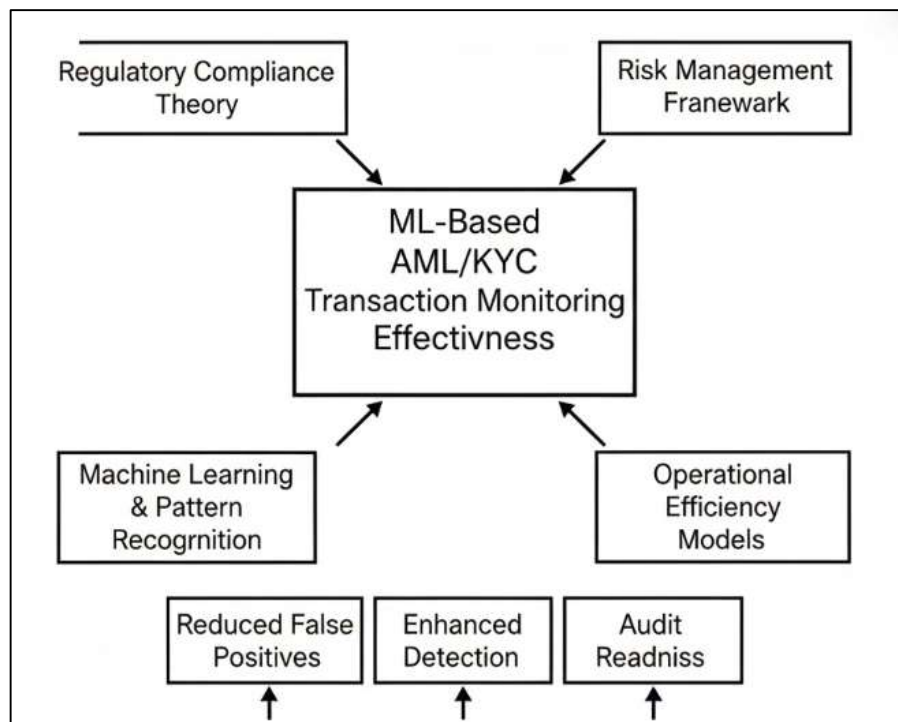 Regulatory Compliance
Theory
Risk Management
Franewark
ML-Based
AML/KYC
Transaction Monitoring
Effectivness
Machine Learning
& Pattern
Recogrnition
Operational
Efficiency
Models
Reduced False
Positives
Enhanced
Detection
Audit
Readniss